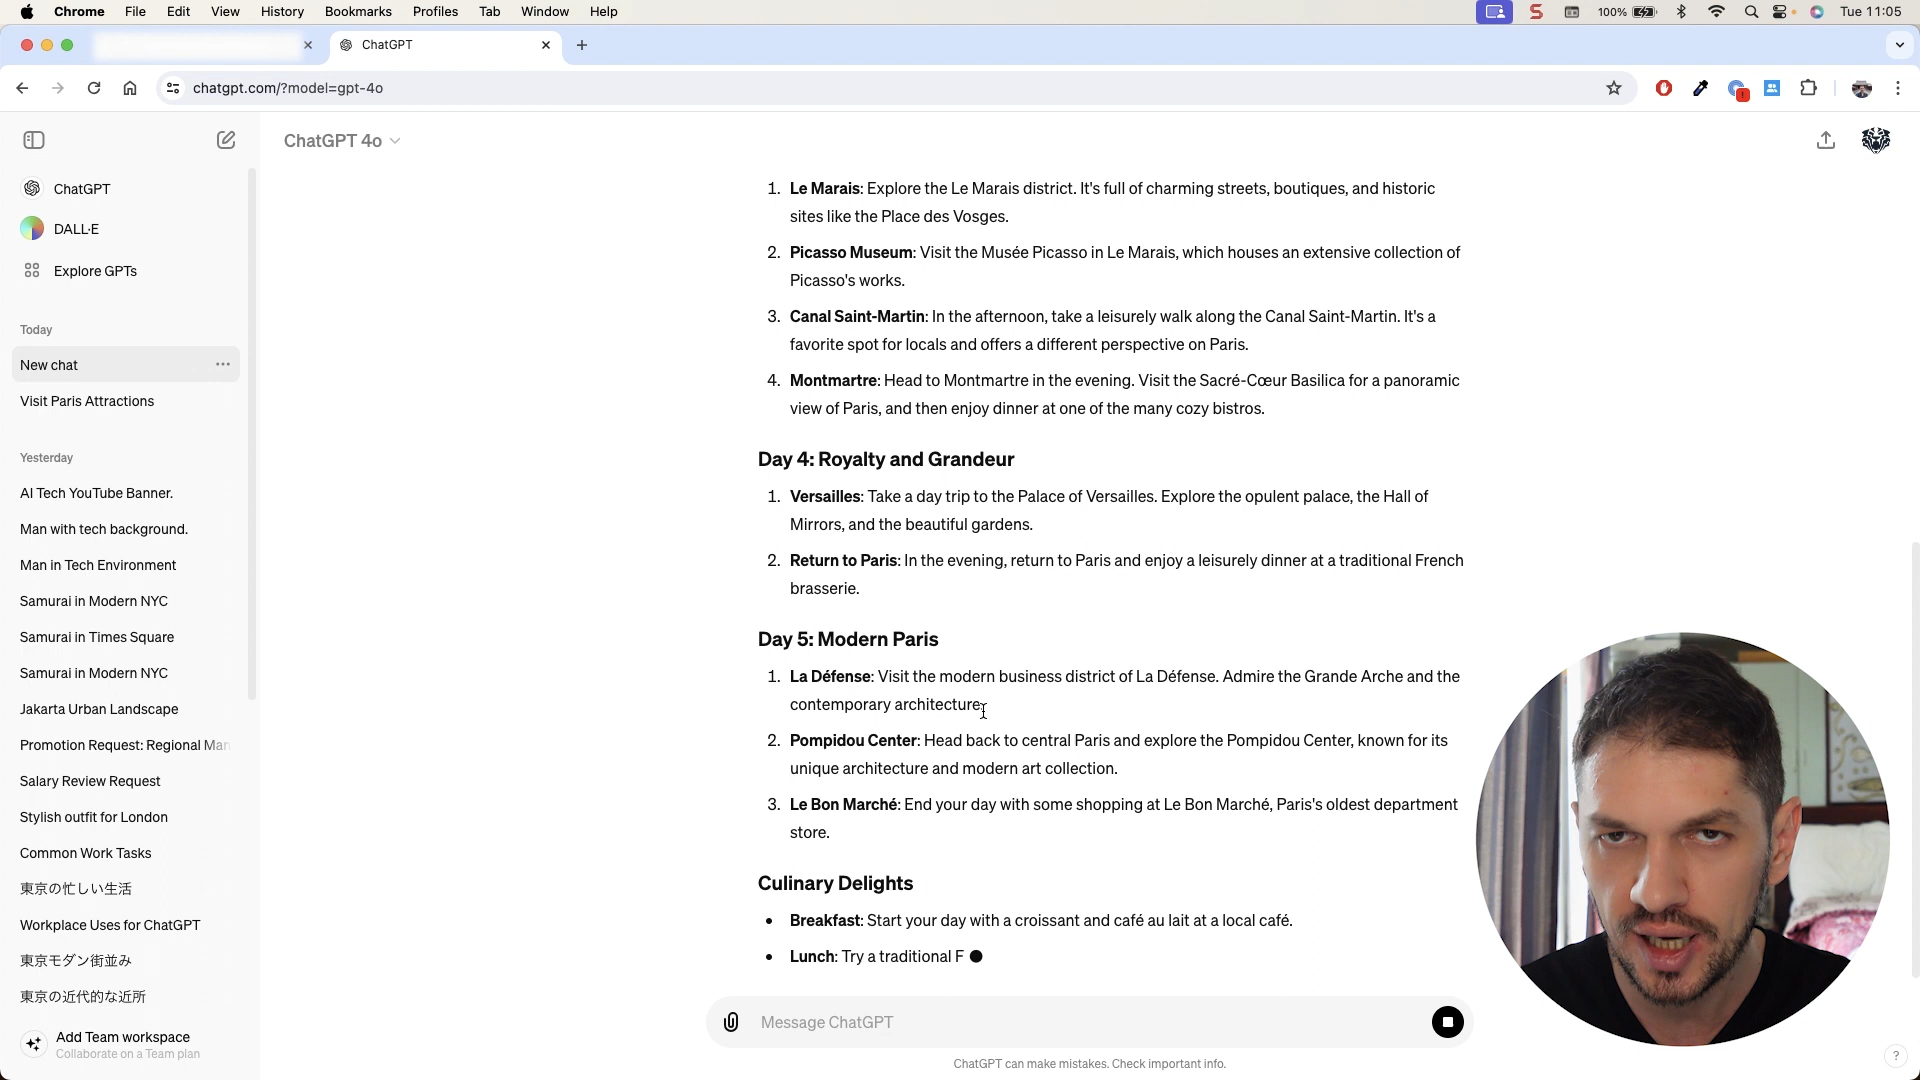 Chrome File Edit View History Bookmarks Profiles Tab Window Help 100% Tue 11:05
ChatGPT
chatgpt.com/?model=gpt-4o
ChatGPT 4o
ChatGPT
DALL·E
Explore GPTs
Today
New chat
Visit Paris Attractions
Yesterday
AI Tech YouTube Banner.
Man with tech background.
Man in Tech Environment
Samurai in Modern NYC
Samurai in Times Square
Samurai in Modern NYC
Jakarta Urban Landscape
Promotion Request: Regional Man
Salary Review Request
Stylish outfit for London
Common Work Tasks
東京の忙しい生活
Workplace Uses for ChatGPT
東京モダン街並み
東京の近代的な近所
Add Team workspace
Collaborate on a Team plan
1. Le Marais: Explore the Le Marais district. It's full of charming streets, boutiques, and historic
sites like the Place des Vosges.
2. Picasso Museum: Visit the Musée Picasso in Le Marais, which houses an extensive collection of
Picasso's works.
3. Canal Saint-Martin: In the afternoon, take a leisurely walk along the Canal Saint-Martin. It's a
favorite spot for locals and offers a different perspective on Paris.
4. Montmartre: Head to Montmartre in the evening. Visit the Sacré-Cœur Basilica for a panoramic
view of Paris, and then enjoy dinner at one of the many cozy bistros.
Day 4: Royalty and Grandeur
1. Versailles: Take a day trip to the Palace of Versailles. Explore the opulent palace, the Hall of
Mirrors, and the beautiful gardens.
2. Return to Paris: In the evening, return to Paris and enjoy a leisurely dinner at a traditional French
brasserie.
Day 5: Modern Paris
1. La Défense: Visit the modern business district of La Défense. Admire the Grande Arche and the
contemporary architecture.
2. Pompidou Center: Head back to central Paris and explore the Pompidou Center, known for its
unique architecture and modern art collection.
3. Le Bon Marché: End your day with some shopping at Le Bon Marché, Paris's oldest department
store.
Culinary Delights
• Breakfast: Start your day with a croissant and café au lait at a local café.
• Lunch: Try a traditional F
Message ChatGPT
ChatGPT can make mistakes. Check important info.
?